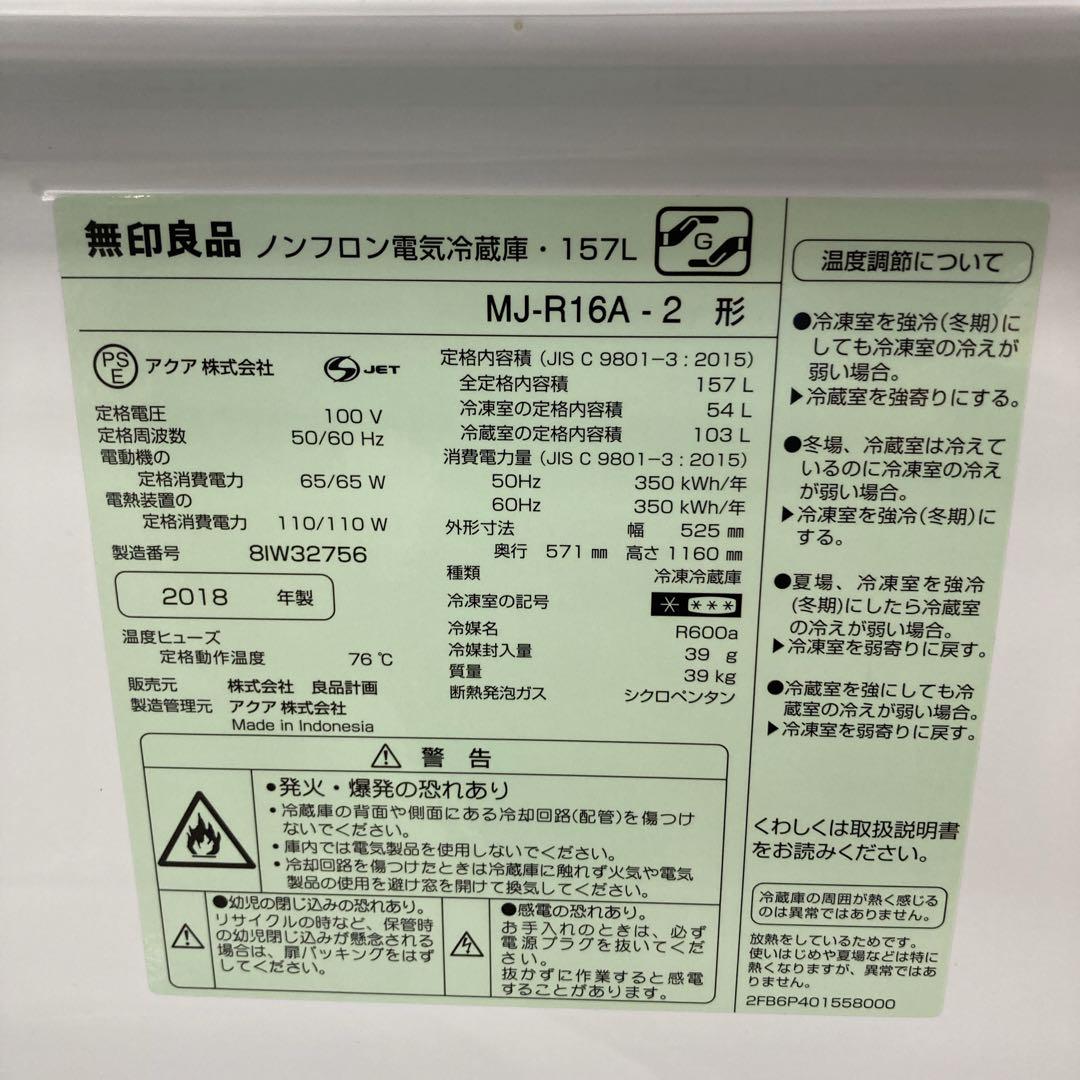 無印良品 ノンフロン電気冷蔵庫・157L G
MJ-R16A - 2 形
PS E アクア 株式会社 JET
定格電圧 100 V
定格周波数 50/60 Hz
電動機の
定格消費電力 65/65 W
電熱装置の
定格消費電力 110/110 W
製造番号 8IW32756
2018 年製
温度ヒューズ
定格動作温度 76 ℃
販売元 株式会社 良品計画
製造管理元 アクア 株式会社
Made in Indonesia
定格内容積 (JIS C 9801-3 : 2015)
全定格内容積 157 L
冷凍室の定格内容積 54 L
冷蔵室の定格内容積 103 L
消費電力量 (JIS C 9801-3 : 2015)
50Hz 350 kWh/年
60Hz 350 kWh/年
外形寸法 幅 525 mm
奥行 571 mm 高さ 1160 mm
種類 冷凍冷蔵庫
冷凍室の記号 * ***
冷媒名 R600a
冷媒封入量 39 g
質量 39 kg
断熱発泡ガス シクロペンタン
⚠ 警告
•発火・爆発の恐れあり
・冷蔵庫の背面や側面にある冷却回路(配管)を傷つけ
ないでください。
・庫内では電気製品を使用しないでください。
・冷却回路を傷つけたときは冷蔵庫に触れず火気や電気
製品の使用を避け窓を開けて換気してください。
●幼児の閉じ込みの恐れあり。
リサイクルの時など、保管時
の幼児閉じ込みが懸念される
場合は、扉パッキングをはず
してください。
●感電の恐れあり。
お手入れのときは、必ず
電源プラグを抜いてくだ
さい。
抜かずに作業すると感電
することがあります。
温度調節について
●冷凍室を強冷(冬期)に
しても冷凍室の冷えが
弱い場合。
▶冷蔵室を強寄りにする。
●冬場、冷蔵室は冷えて
いるのに冷凍室の冷え
が弱い場合。
▶冷凍室を強冷(冬期)に
する。
●夏場、冷凍室を強冷
(冬期)にしたら冷蔵室
の冷えが弱い場合。
▶冷凍室を弱寄りに戻す。
●冷蔵室を強にしても冷
蔵室の冷えが弱い場合。
▶冷凍室を弱寄りに戻す。
くわしくは取扱説明書
をお読みください。
冷蔵庫の周囲が熱く感じる
のは異常ではありません。
放熱をしているためです。
使いはじめや夏場などは特に
熱くなりますが、異常ではあ
りません。
2FB6P401558000